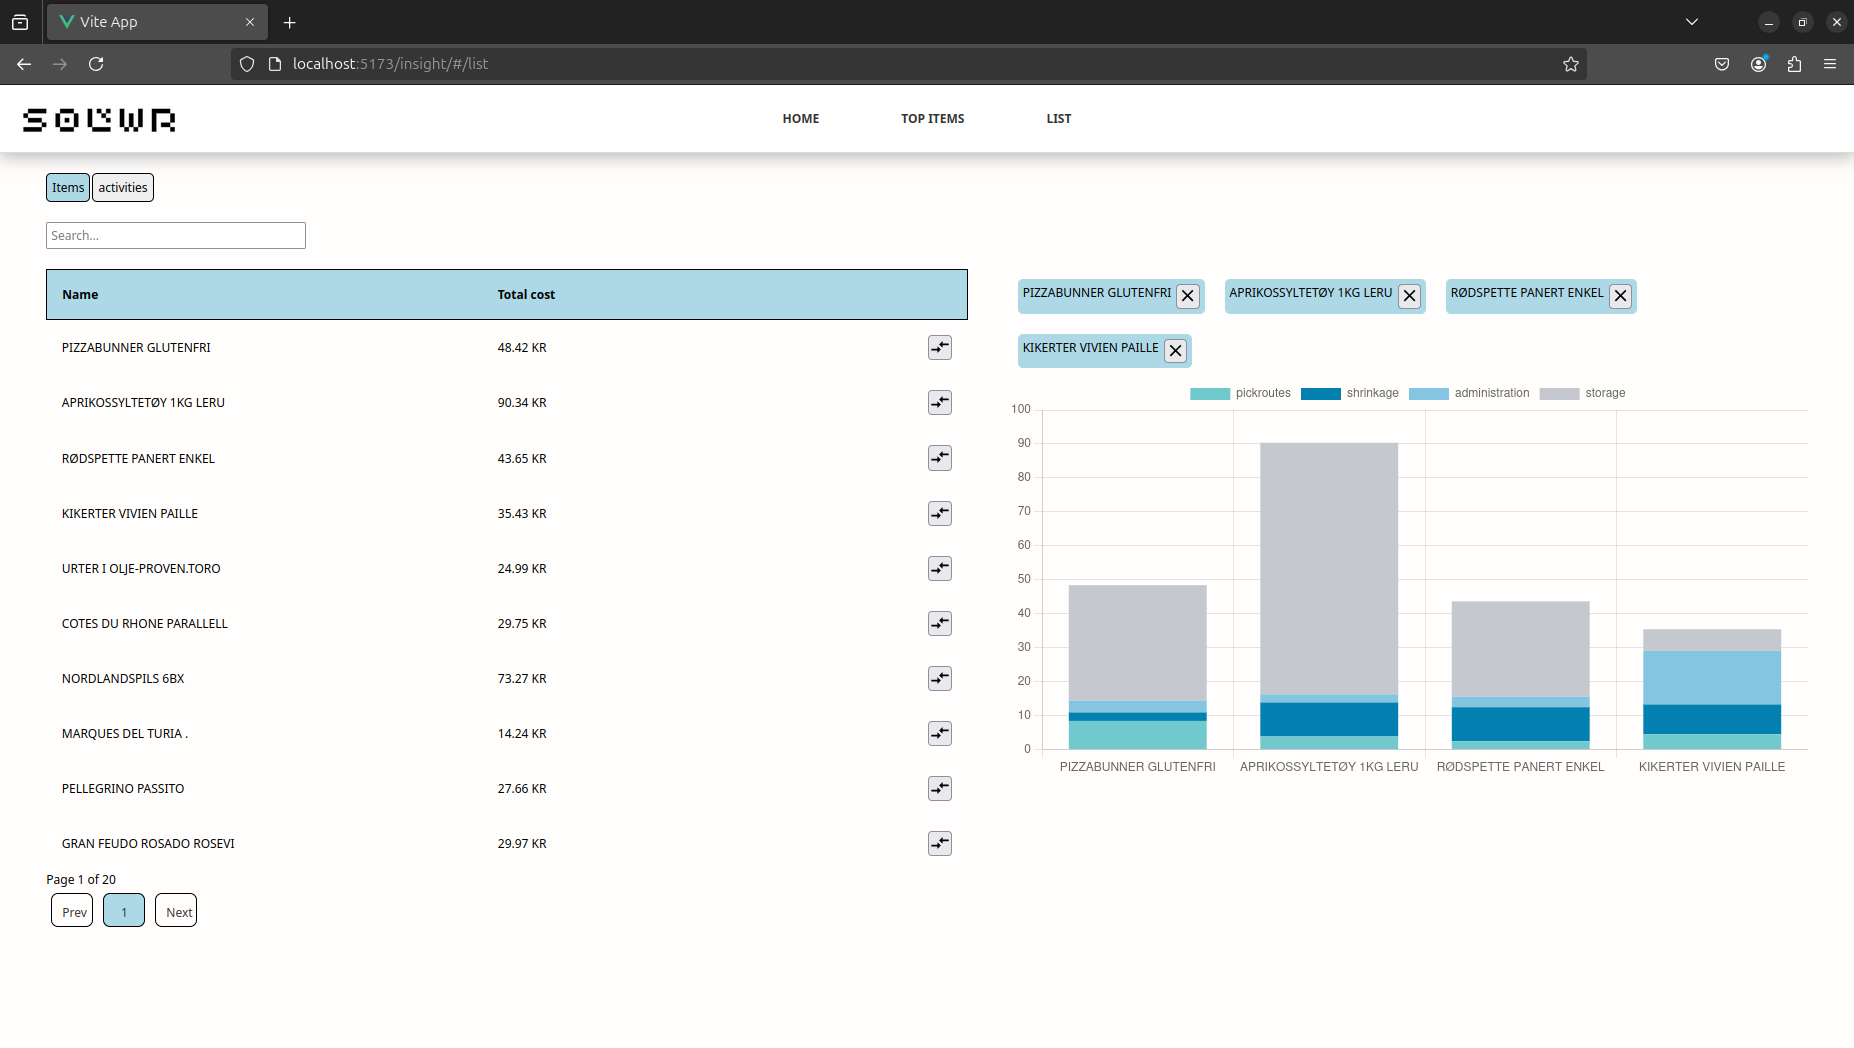 Vite App
localhost:5173/insight/#/list
SOLWR
HOME TOP ITEMS LIST
Items activities
Search...
Name Total cost
PIZZABUNNER GLUTENFRI 48.42 KR
APRIKOSSYLTETØY 1KG LERU 90.34 KR
RØDSPETTE PANERT ENKEL 43.65 KR
KIKERTER VIVIEN PAILLE 35.43 KR
URTER I OLJE-PROVEN.TORO 24.99 KR
COTES DU RHONE PARALLELL 29.75 KR
NORDLANDSPILS 6BX 73.27 KR
MARQUES DEL TURIA . 14.24 KR
PELLEGRINO PASSITO 27.66 KR
GRAN FEUDO ROSADO ROSEVI 29.97 KR
Page 1 of 20
Prev 1 Next
PIZZABUNNER GLUTENFRI APRIKOSSYLTETØY 1KG LERU RØDSPETTE PANERT ENKEL
KIKERTER VIVIEN PAILLE
pickroutes shrinkage administration storage
100
90
80
70
60
50
40
30
20
10
0
PIZZABUNNER GLUTENFRI APRIKOSSYLTETØY 1KG LERU RØDSPETTE PANERT ENKEL KIKERTER VIVIEN PAILLE